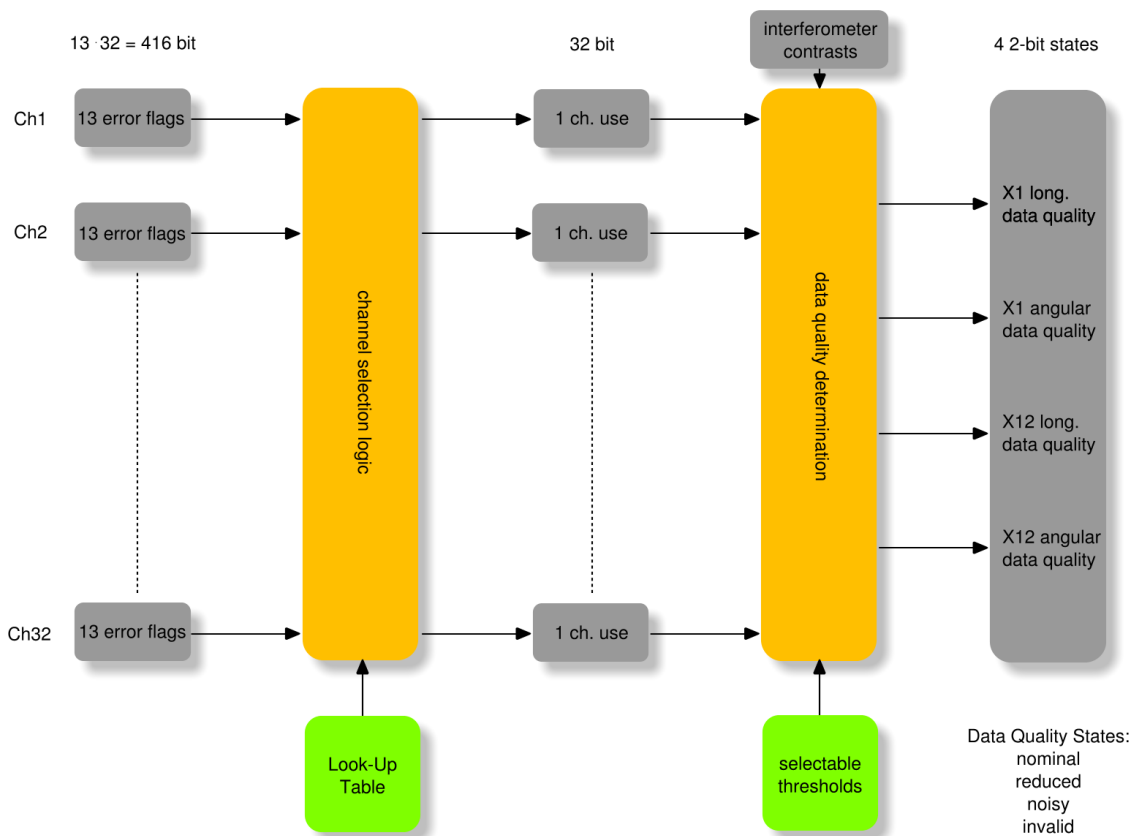 13 · 32 = 416 bit
32 bit
interferometer
contrasts
4 2-bit states
Ch1
13 error flags
1 ch. use
X1 long.
data quality
Ch2
13 error flags
1 ch. use
channel selection logic
data quality determination
X1 angular
data quality
X12 long.
data quality
X12 angular
data quality
Ch32
13 error flags
1 ch. use
Look-Up
Table
selectable
thresholds
Data Quality States:
nominal
reduced
noisy
invalid